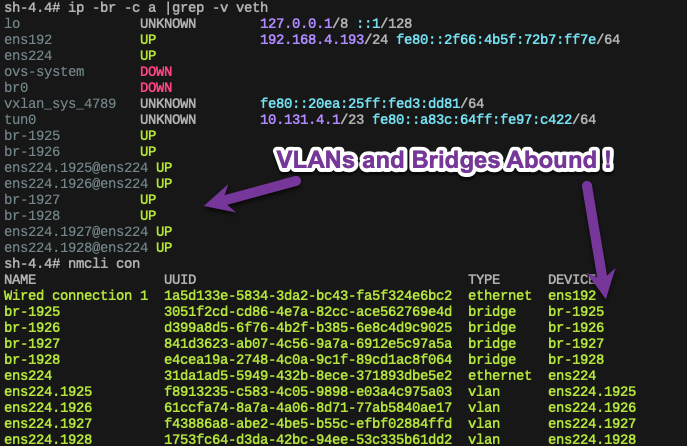 sh-4.4# ip -br -c a |grep -v veth
lo UNKNOWN 127.0.0.1/8 ::1/128
ens192 UP 192.168.4.193/24 fe80::2f66:4b5f:72b7:ff7e/64
ens224 UP
ovs-system DOWN
br0 DOWN
vxlan_sys_4789 UNKNOWN fe80::20ea:25ff:fed3:dd81/64
tun0 UNKNOWN 10.131.4.1/23 fe80::a83c:64ff:fe97:c422/64
br-1925 UP
br-1926 UP
ens224.1925@ens224 UP
ens224.1926@ens224 UP
br-1927 UP
br-1928 UP
ens224.1927@ens224 UP
ens224.1928@ens224 UP
VLANs and Bridges Abound !
sh-4.4# nmcli con
NAME UUID TYPE DEVICE
Wired connection 1 1a5d133e-5834-3da2-bc43-fa5f324e6bc2 ethernet ens192
br-1925 3051f2cd-cd86-4e7a-82cc-ace562769e4d bridge br-1925
br-1926 d399a8d5-6f76-4b2f-b385-6e8c4d9c9025 bridge br-1926
br-1927 841d3623-ab07-4c56-9a7a-6912e5c97a5a bridge br-1927
br-1928 e4cea19a-2748-4c0a-9c1f-89cd1ac8f064 bridge br-1928
ens224 31da1ad5-5949-432b-8ece-371893dbe5e2 ethernet ens224
ens224.1925 f8913235-c583-4c05-9898-e03a4c975a03 vlan ens224.1925
ens224.1926 61ccfa74-8a7a-4a06-8d71-77ab5840ae17 vlan ens224.1926
ens224.1927 f43886a8-abe2-4be5-b55c-efbf02884ffd vlan ens224.1927
ens224.1928 1753fc64-d3da-42bc-94ee-53c335b61dd2 vlan ens224.1928